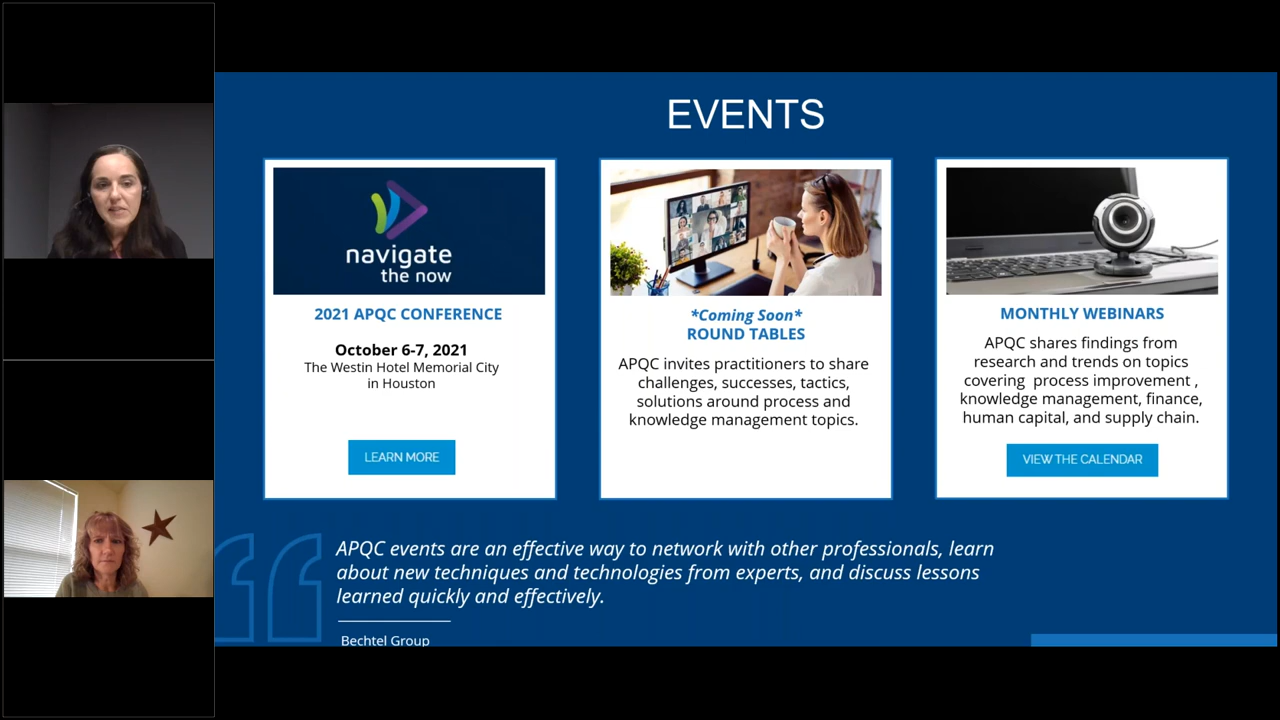 EVENTS
navigate
the now
2021 APQC CONFERENCE
October 6-7, 2021
The Westin Hotel Memorial City
in Houston
LEARN MORE
*Coming Soon*
ROUND TABLES
APQC invites practitioners to share
challenges, successes, tactics,
solutions around process and
knowledge management topics.
MONTHLY WEBINARS
APQC shares findings from
research and trends on topics
covering process improvement ,
knowledge management, finance,
human capital, and supply chain.
VIEW THE CALENDAR
APQC events are an effective way to network with other professionals, learn
about new techniques and technologies from experts, and discuss lessons
learned quickly and effectively.
Bechtel Group